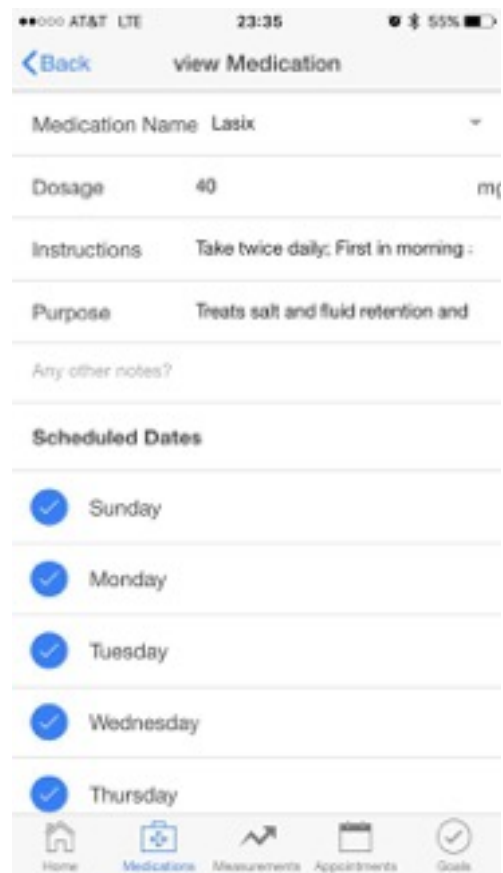 AT&T LTE 23:35 55%
Back view Medication
Medication Name Lasix
Dosage 40 mg
Instructions Take twice daily; First in morning
Purpose Treats salt and fluid retention and
Any other notes?
Scheduled Dates
Sunday
Monday
Tuesday
Wednesday
Thursday
Home Medications Measurements Appointments Goals